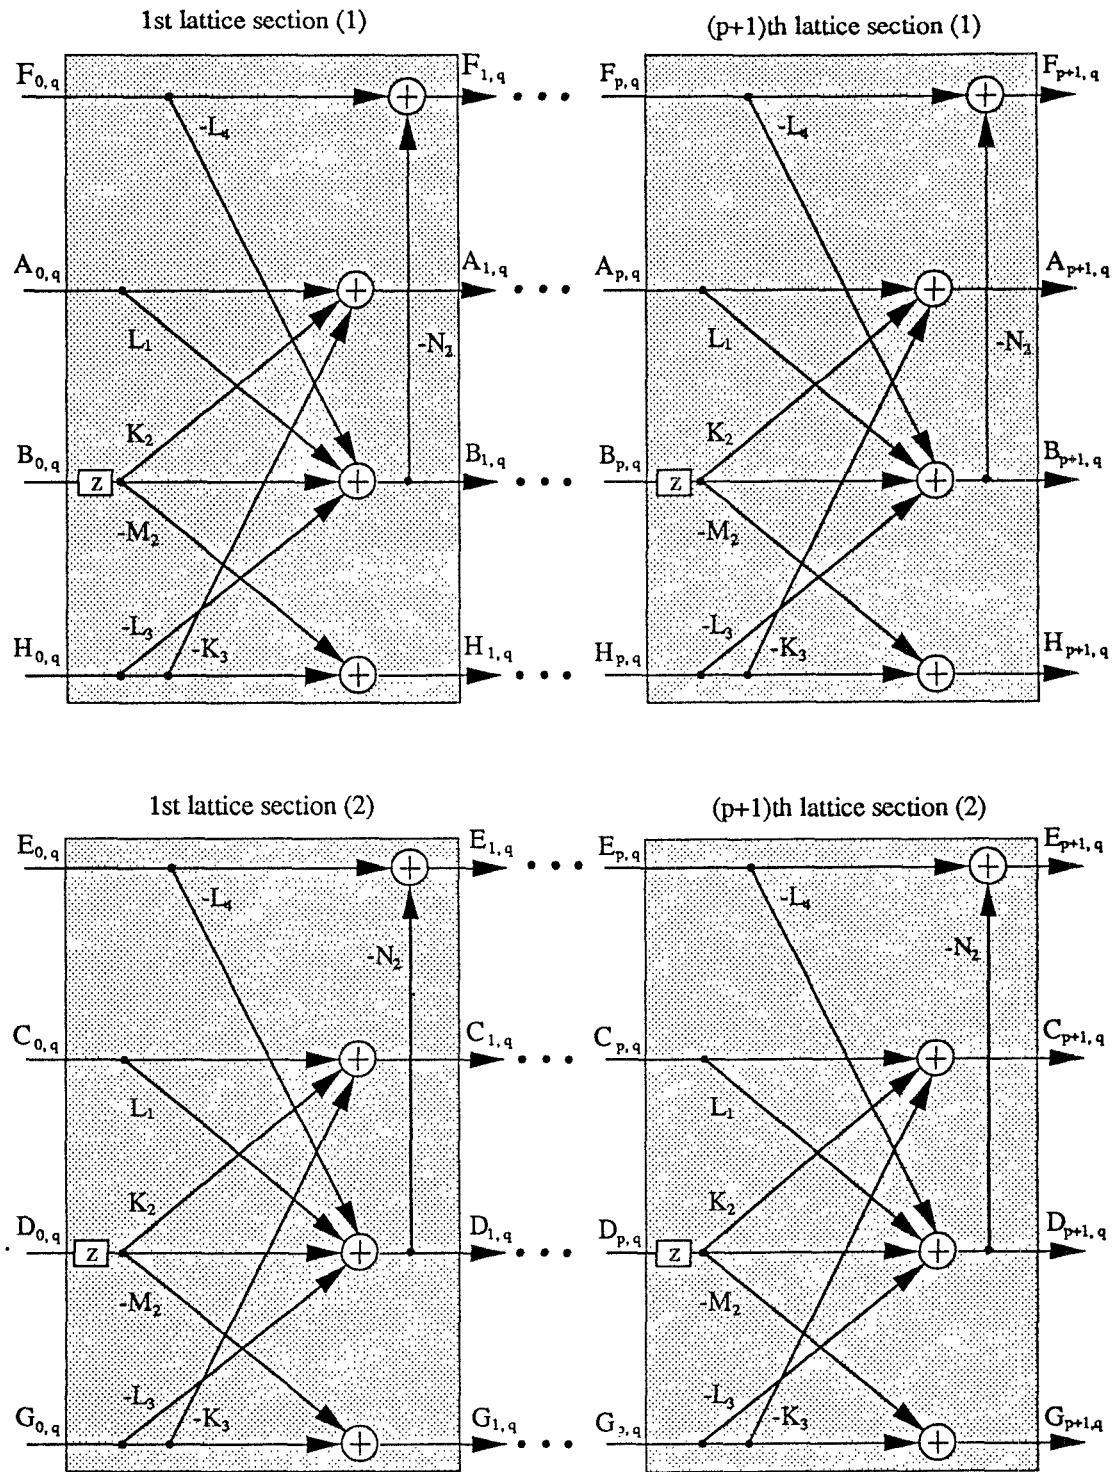 1st lattice section (1)
(p+1)th lattice section (1)
F0, q
F1, q
• • •
Fp, q
Fp+1, q
-L4
-L4
A0, q
A1, q
• • •
Ap, q
Ap+1, q
L1
-N2
L1
-N2
K2
K2
B0, q
z
B1, q
• • •
Bp, q
z
Bp+1, q
-M2
-M2
-L3
-K3
-L3
-K3
H0, q
H1, q
• • •
Hp, q
Hp+1, q
1st lattice section (2)
(p+1)th lattice section (2)
E0, q
E1, q
• • •
Ep, q
Ep+1, q
-L4
-L4
-N2
-N2
C0, q
C1, q
• • •
Cp, q
Cp+1, q
L1
L1
K2
K2
D0, q
z
D1, q
• • •
Dp, q
z
Dp+1, q
-M2
-M2
-L3
-K3
-L3
-K3
G0, q
G1, q
• • •
Gp, q
Gp+1,q